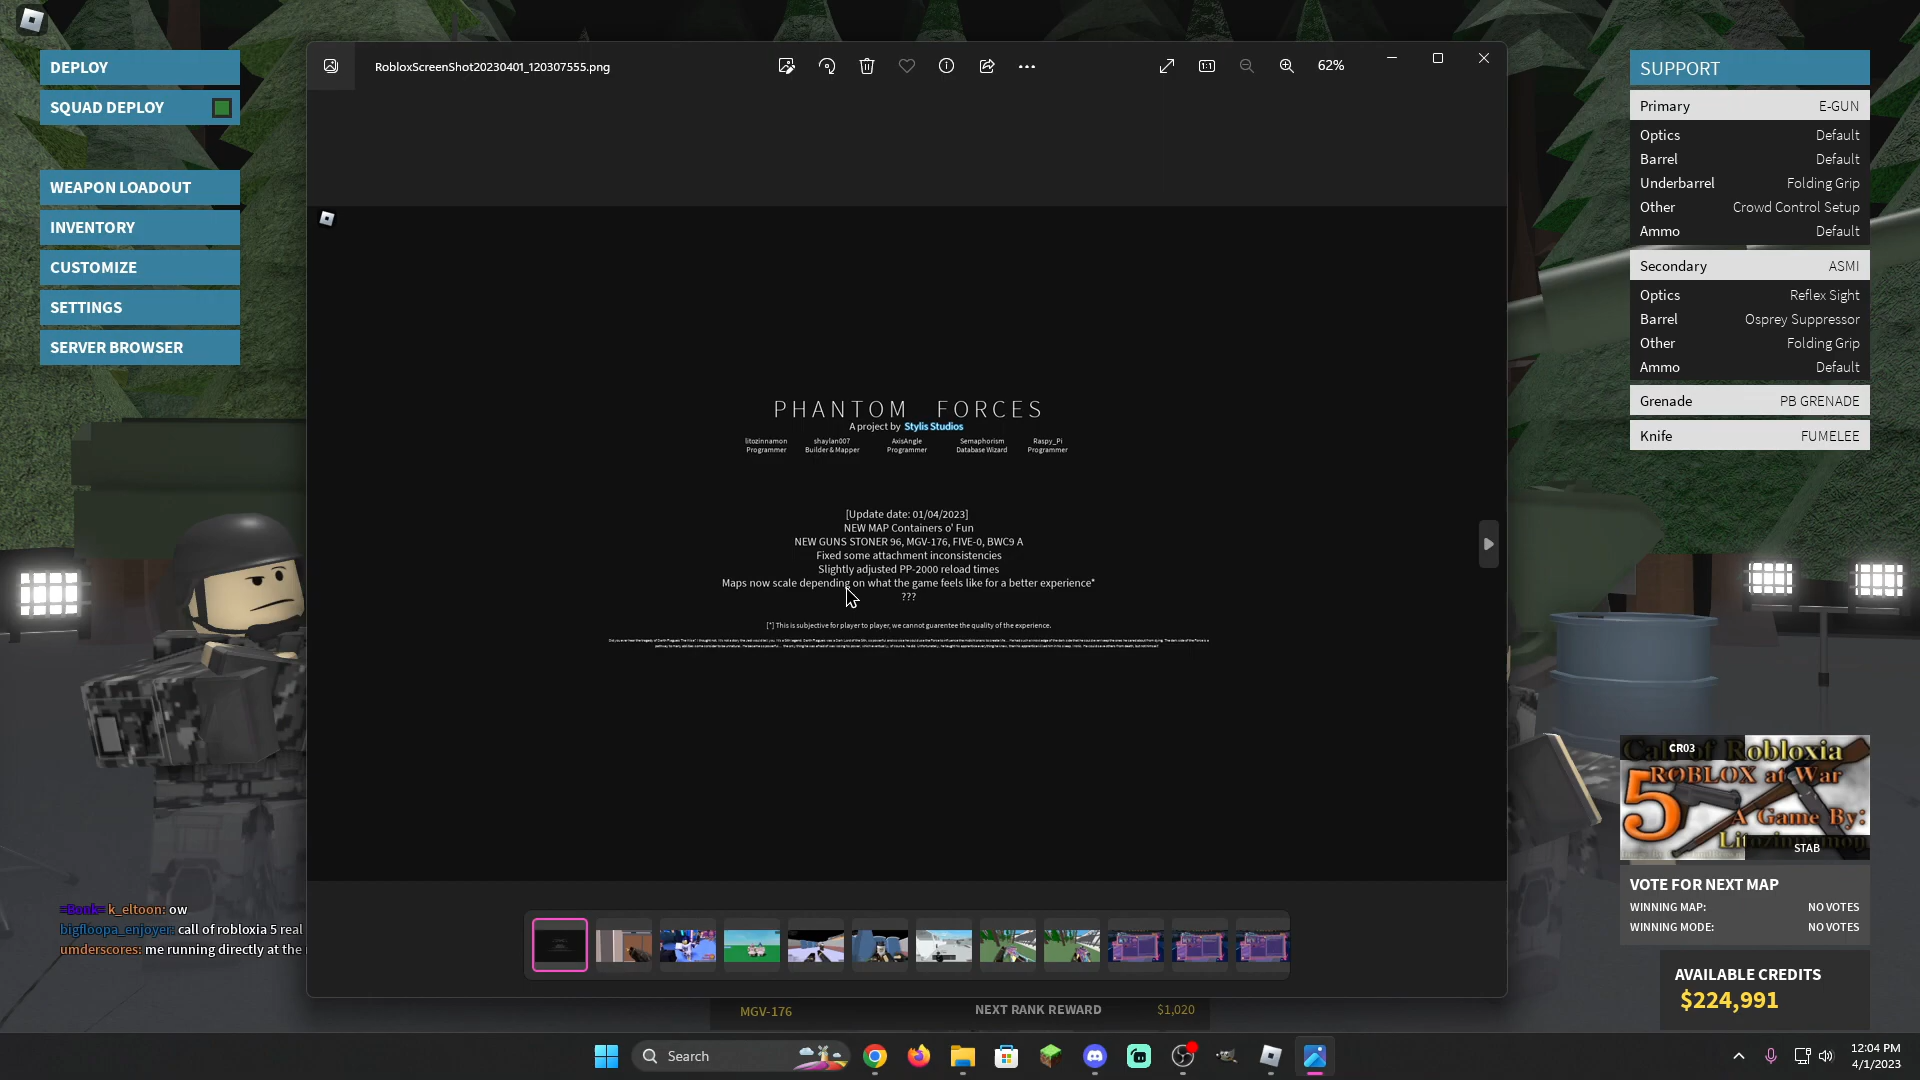 DEPLOY
SQUAD DEPLOY
WEAPON LOADOUT
INVENTORY
CUSTOMIZE
SETTINGS
SERVER BROWSER
RobloxScreenShot20230401_120307555.png
62%
PHANTOM FORCES
A project by Stylis Studios
litozinnamon shaylan007 AxisAngle Semaphorism Raspy_Pi
Programmer Builder & Mapper Programmer Database Wizard Programmer
[Update date: 01/04/2023]
NEW MAP Containers o' Fun
NEW GUNS STONER 96, MGV-176, FIVE-0, BWC9 A
Fixed some attachment inconsistencies
Slightly adjusted PP-2000 reload times
Maps now scale depending on what the game feels like for a better experience*
???
[*] This is subjective for player to player, we cannot guarentee the quality of the experience.
SUPPORT
Primary E-GUN
Optics Default
Barrel Default
Underbarrel Folding Grip
Other Crowd Control Setup
Ammo Default
Secondary ASMI
Optics Reflex Sight
Barrel Osprey Suppressor
Other Folding Grip
Ammo Default
Grenade PB GRENADE
Knife FUMELEE
CR03
Call of Robloxia
5 ROBLOX at War
A Game By:
Litozinnamon
STAB
VOTE FOR NEXT MAP
WINNING MAP: NO VOTES
WINNING MODE: NO VOTES
AVAILABLE CREDITS
$224,991
=Bonk= k_eltoon: ow
bigfloopa_enjoyer: call of robloxia 5 real
umderscores: me running directly at the
MGV-176 NEXT RANK REWARD $1,020
Search
12:04 PM
4/1/2023